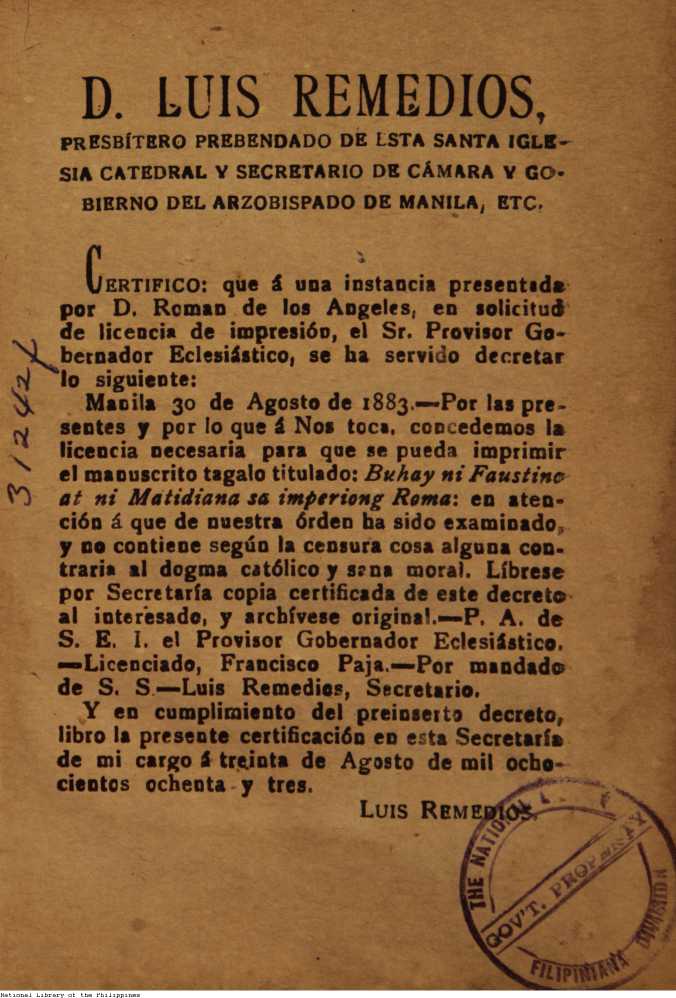 D. LUIS REMEDIOS,
PRESBÍTERO PREBENDADO DE ESTA SANTA IGLE-
SIA CATEDRAL Y SECRETARIO DE CÁMARA Y GO-
BIERNO DEL ARZOBISPADO DE MANILA, ETC.
CERTIFICO: que á una instancia presentada
por D. Roman de los Angeles, en solicitud
de licencia de impresión, el Sr. Provisor Go-
bernador Eclesiástico, se ha servido decretar
lo siguiente:
Manila 30 de Agosto de 1883.—Por las pre-
sentes y por lo que á Nos toca, concedemos la
licencia necesaria para que se pueda imprimir
el manuscrito tagalo titulado: Buhay ni Faustino
at ni Matidiana sa imperiong Roma: en aten-
ción á que de nuestra órden ha sido examinado,
y no contiene según la censura cosa alguna con-
traria al dogma católico y sana moral. Líbrese
por Secretaría copia certificada de este decreto
al interesado, y archívese original.—P. A. de
S. E. I. el Provisor Gobernador Eclesiástico.
—Licenciado, Francisco Paja.—Por mandado
de S. S.—Luis Remedios, Secretario.
Y en cumplimiento del preinserto decreto,
libro la presente certificación en esta Secretaría
de mi cargo á treinta de Agosto de mil ocho-
cientos ochenta y tres.
LUIS REMEDIOS.
31242
THE NATIONAL
GOV'T. PROPERTY
FILIPINIANA DIVISION
National Library of the Philippines